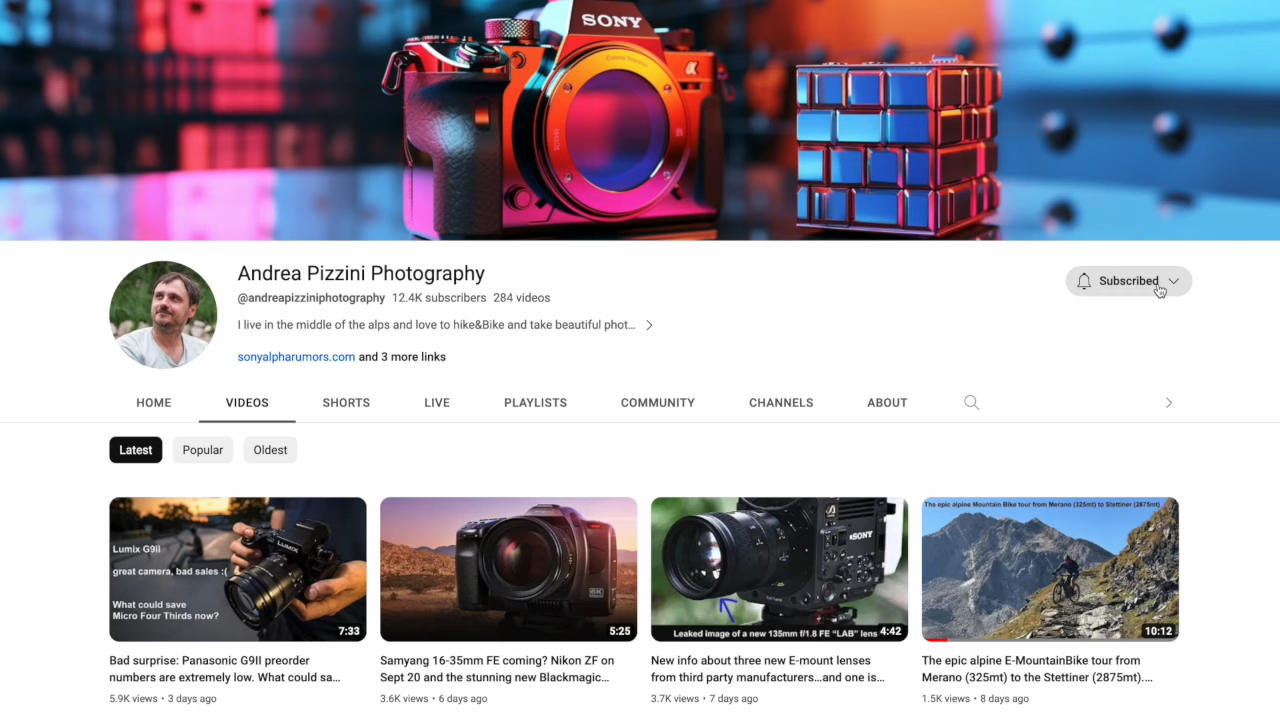 SONY
α
Andrea Pizzini Photography
Subscribed
@andreapizziniphotography 12.4K subscribers 284 videos
I live in the middle of the alps and love to hike&Bike and take beautiful phot...
sonyalpharumors.com and 3 more links
HOME VIDEOS SHORTS LIVE PLAYLISTS COMMUNITY CHANNELS ABOUT
Latest Popular Oldest
Lumix G9II
great camera, bad sales :(
What could save
Micro Four Thirds now?
LUMIX
7:33
6K
5:25
SONY
Leaked image of a new 135mm f/1.8 FE "LAB" lens
4:42
The epic alpine Mountain Bike tour from Merano (325mt) to Stettiner (2875mt)
10:12
Bad surprise: Panasonic G9II preorder
numbers are extremely low. What could sa...
5.9K views • 3 days ago
Samyang 16-35mm FE coming? Nikon ZF on
Sept 20 and the stunning new Blackmagic...
3.6K views • 6 days ago
New info about three new E-mount lenses
from third party manufacturers...and one is...
3.7K views • 7 days ago
The epic alpine E-MountainBike tour from
Merano (325mt) to the Stettiner (2875mt)....
1.5K views • 8 days ago